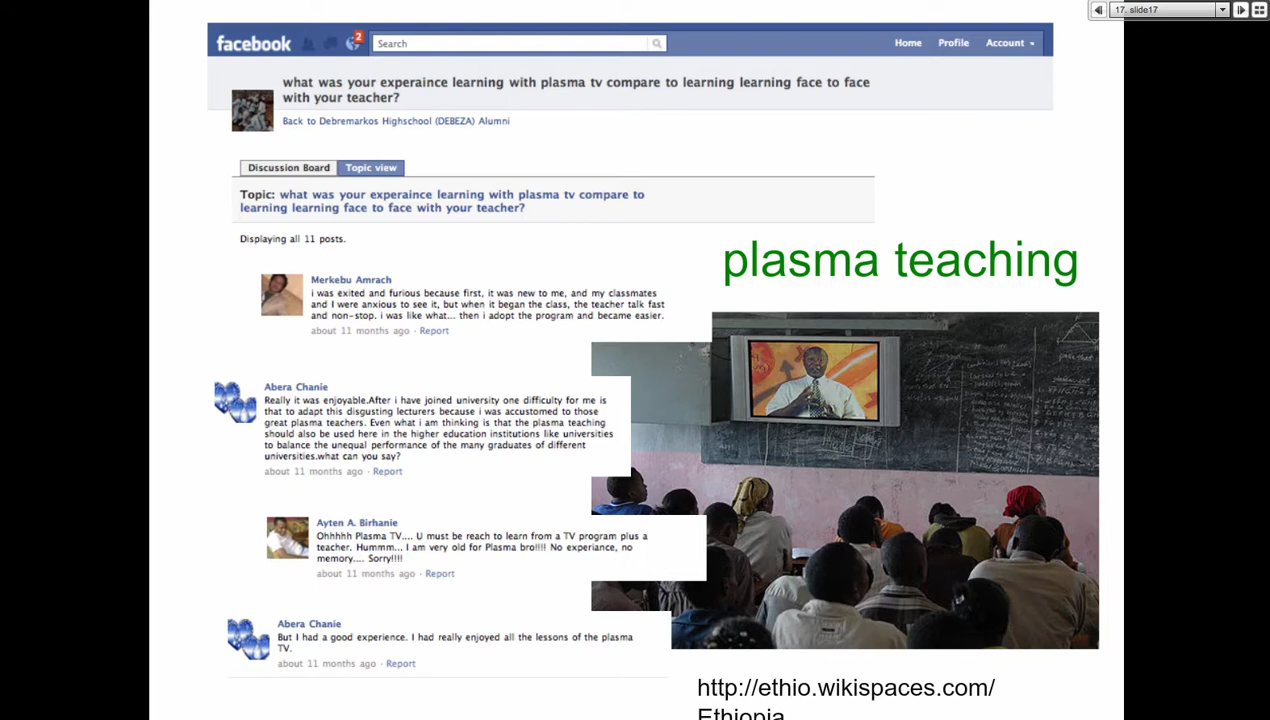 17. slide17
facebook
2
Search
Home Profile Account
what was your experaince learning with plasma tv compare to learning learning face to face
with your teacher?
Back to Debremarkos Highschool (DEBEZA) Alumni
Discussion Board Topic view
Topic: what was your experaince learning with plasma tv compare to
learning learning face to face with your teacher?
Displaying all 11 posts.
plasma teaching
Merkebu Amrach
i was exited and furious because first, it was new to me, and my classmates
and I were anxious to see it, but when it began the class, the teacher talk fast
and non-stop. i was like what... then i adopt the program and became easier.
about 11 months ago · Report
Abera Chanie
Really it was enjoyable.After i have joined university one difficulty for me is
that to adapt this disgusting lecturers because i was accustomed to those
great plasma teachers. Even what i am thinking is that the plasma teaching
should also be used here in the higher education institutions like universities
to balance the unequal performance of the many graduates of different
universities.what can you say?
about 11 months ago · Report
Ayten A. Birhanie
Ohhhhh Plasma TV.... U must be reach to learn from a TV program plus a
teacher. Hummm... I am very old for Plasma bro!!!! No experiance, no
memory.... Sorry!!!!
about 11 months ago · Report
Abera Chanie
But I had a good experience. I had really enjoyed all the lessons of the plasma
TV.
about 11 months ago · Report
http://ethio.wikispaces.com/
Ethiopia